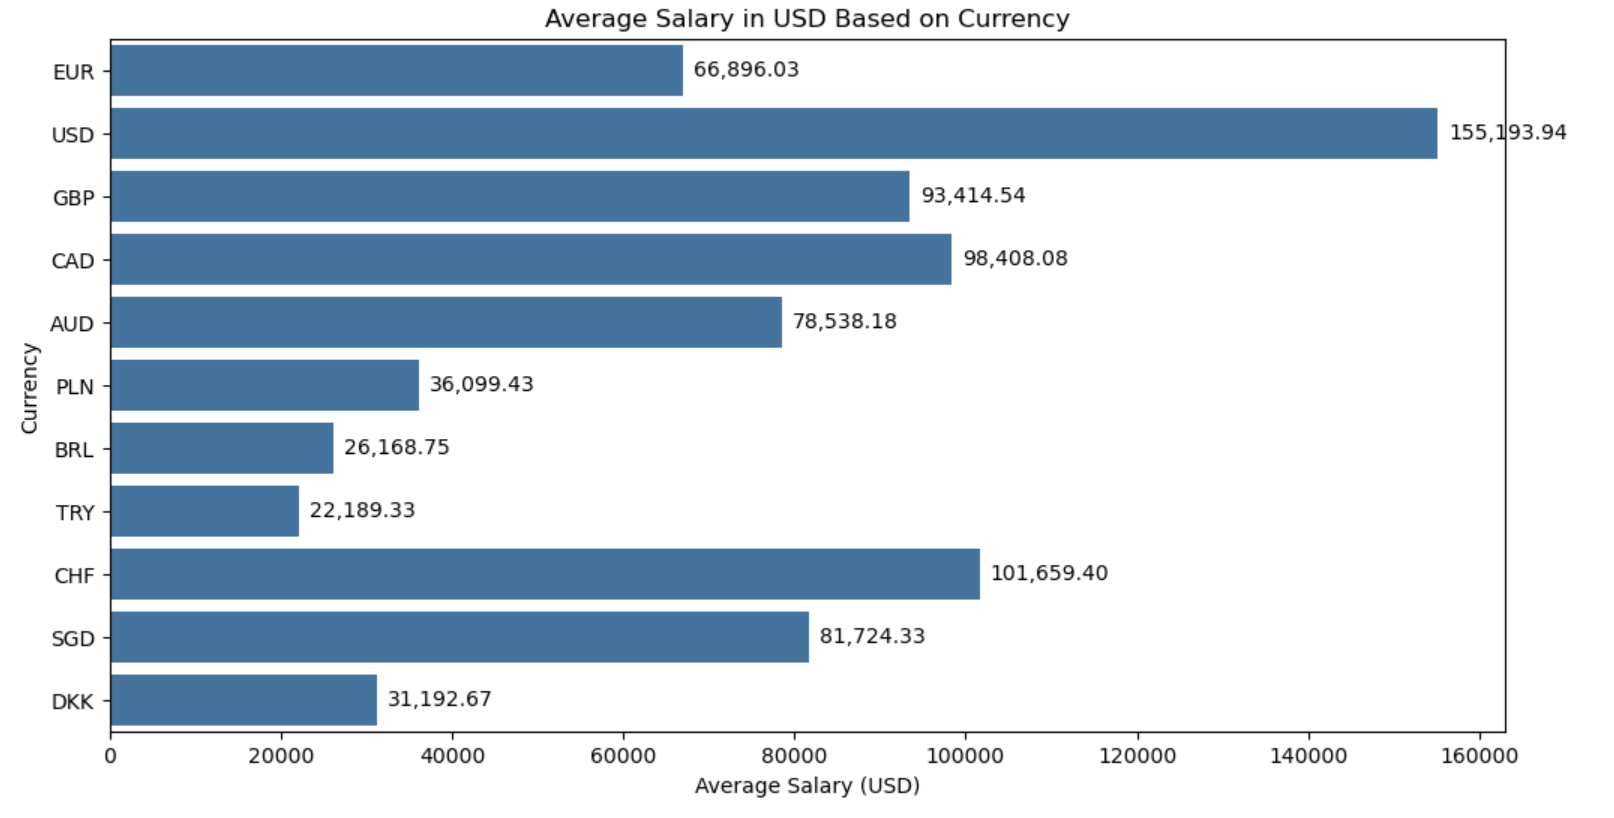 Average Salary in USD Based on Currency
EUR 66,896.03
USD 155,193.94
GBP 93,414.54
CAD 98,408.08
AUD 78,538.18
PLN 36,099.43
BRL 26,168.75
TRY 22,189.33
CHF 101,659.40
SGD 81,724.33
DKK 31,192.67
Currency
0 20000 40000 60000 80000 100000 120000 140000 160000
Average Salary (USD)